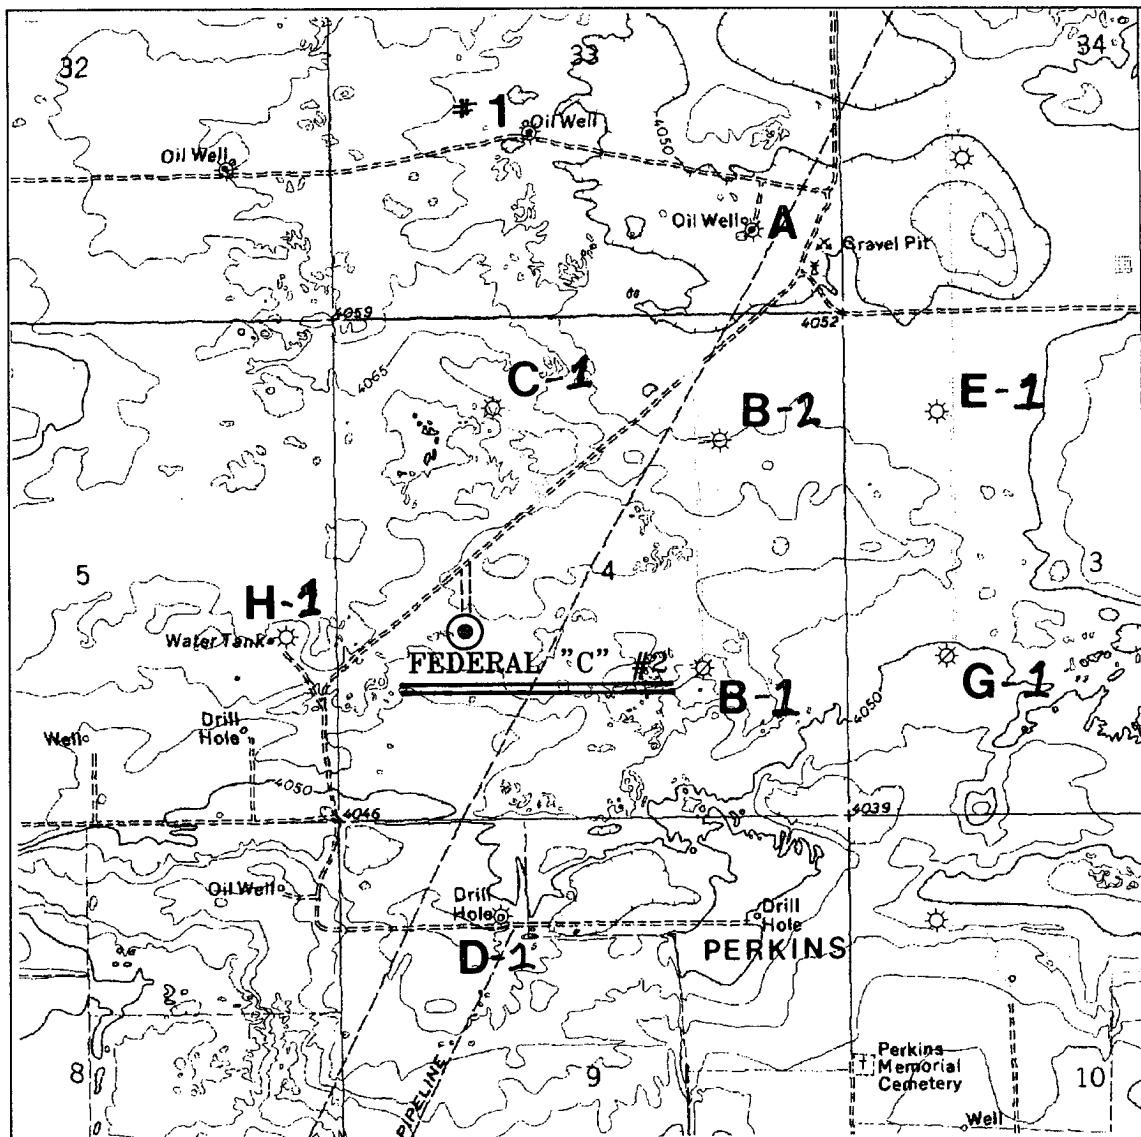 32
33
34
# 1
Oil Well
Oil Well
4050
Oil Well
A
Gravel Pit
4059
4052
4065
C-1
B-2
E-1
5
4
3
H-1
Water Tank
FEDERAL "C" #2
B-1
G-1
4050
Drill
Hole
Well
4050
4046
4039
Oil Well
Drill
Hole
Drill
Hole
D-1
PERKINS
8
9
10
Perkins
Memorial
Cemetery
PIPELINE
Well